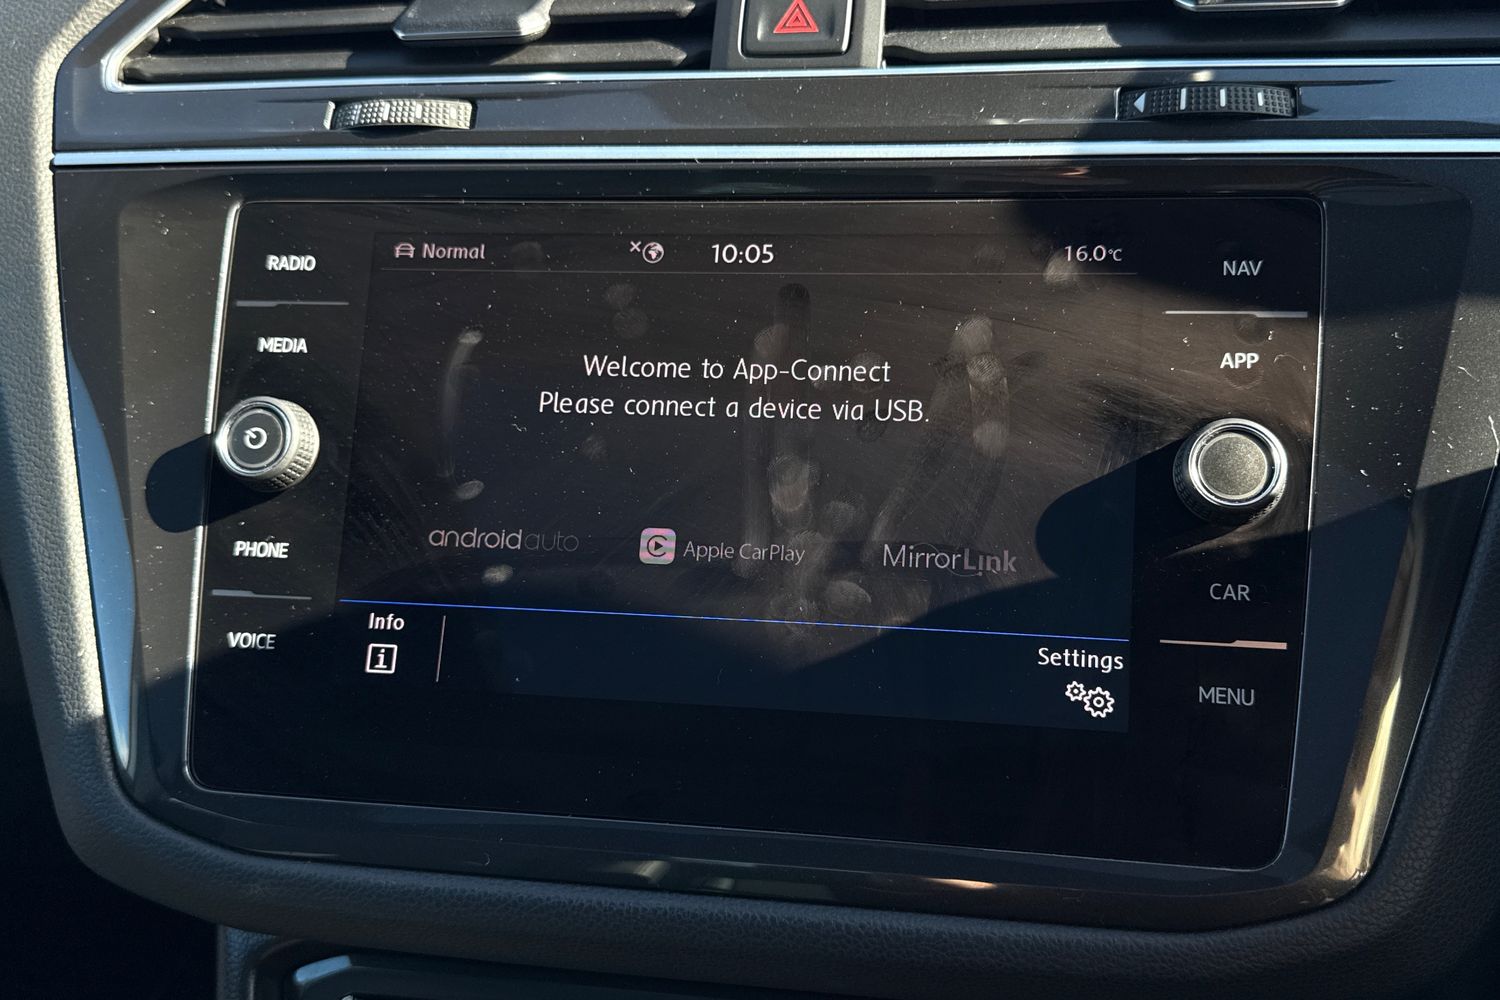 RADIO
MEDIA
PHONE
VOICE
Normal
10:05
16.0°C
Welcome to App-Connect
Please connect a device via USB.
androidauto
Apple CarPlay
MirrorLink
Info
Settings
NAV
APP
CAR
MENU